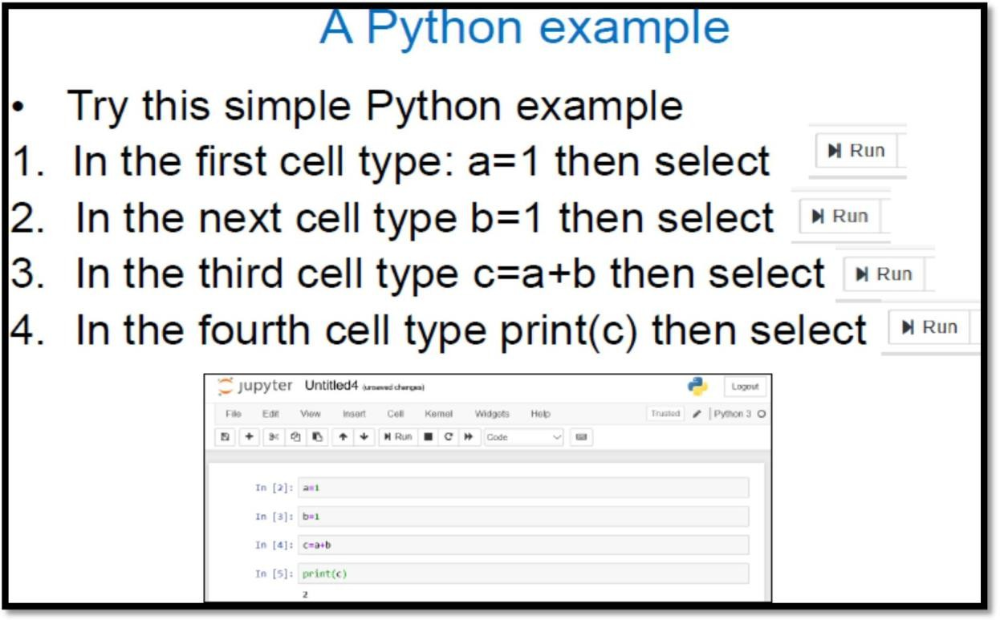 A Python example
• Try this simple Python example
1. In the first cell type: a=1 then select Run
2. In the next cell type b=1 then select Run
3. In the third cell type c=a+b then select Run
4. In the fourth cell type print(c) then select Run
jupyter Untitled4 (unsaved changes) Logout
File Edit View Insert Cell Kernel Widgets Help Trusted Python 3
Run Code
In [2]: a=1
In [3]: b=1
In [4]: c=a+b
In [5]: print(c)
2